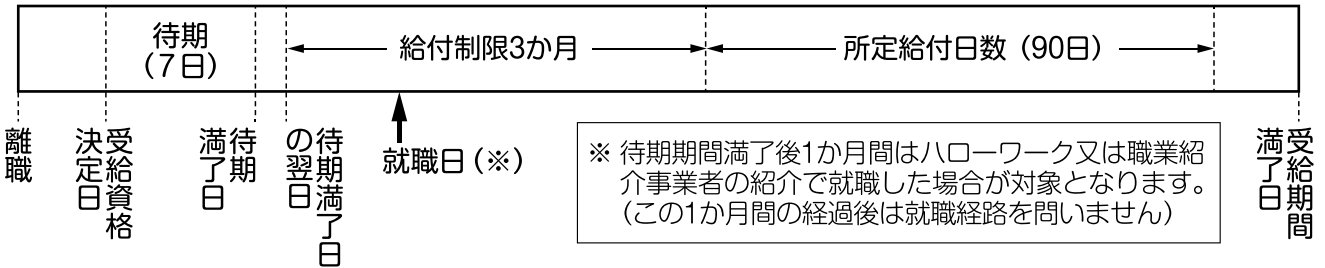 待期
（7日）
給付制限3か月
所定給付日数（90日）
離職
受給資格
決定日
待期
満了日
待期満了日
の翌日
就職日（※）
※ 待期期間満了後1か月間はハローワーク又は職業紹
介事業者の紹介で就職した場合が対象となります。
（この1か月間の経過後は就職経路を問いません）
受給期間
満了日